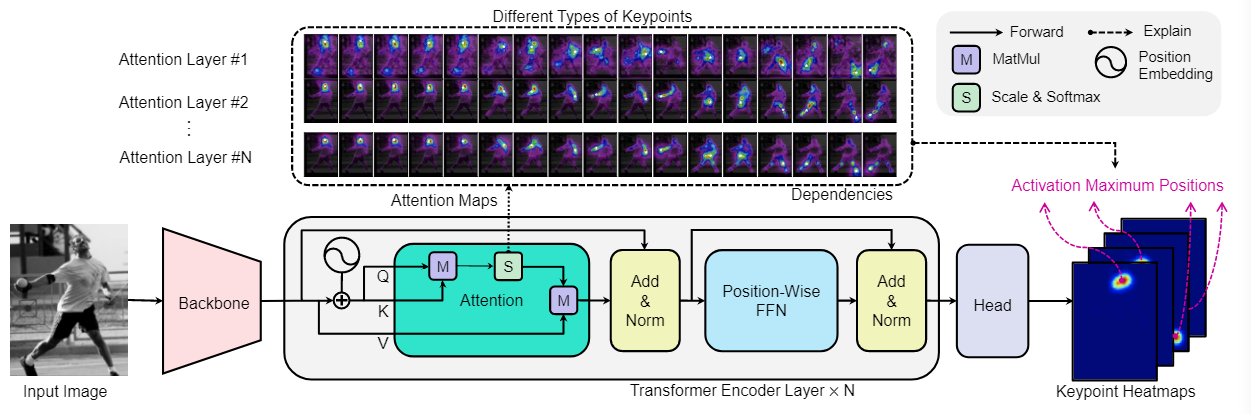 Different Types of Keypoints
Attention Layer #1
Attention Layer #2
⋮
Attention Layer #N
Forward
Explain
M
MatMul
Position
Embedding
S
Scale & Softmax
Attention Maps
Dependencies
Activation Maximum Positions
Input Image
Backbone
Q
K
V
M
S
M
Attention
Add
&
Norm
Position-Wise
FFN
Add
&
Norm
Head
Transformer Encoder Layer × N
Keypoint Heatmaps